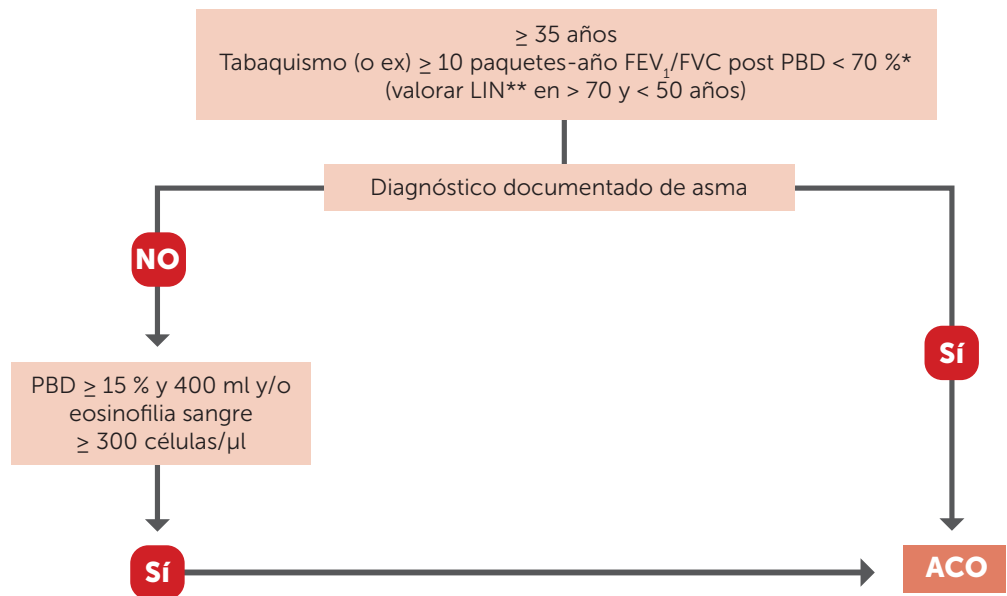 ≥ 35 años
Tabaquismo (o ex) ≥ 10 paquetes-año FEV₁/FVC post PBD < 70 %*
(valorar LIN** en > 70 y < 50 años)
Diagnóstico documentado de asma
NO
Sí
PBD ≥ 15 % y 400 ml y/o
eosinofilia sangre
≥ 300 células/µl
Sí
ACO